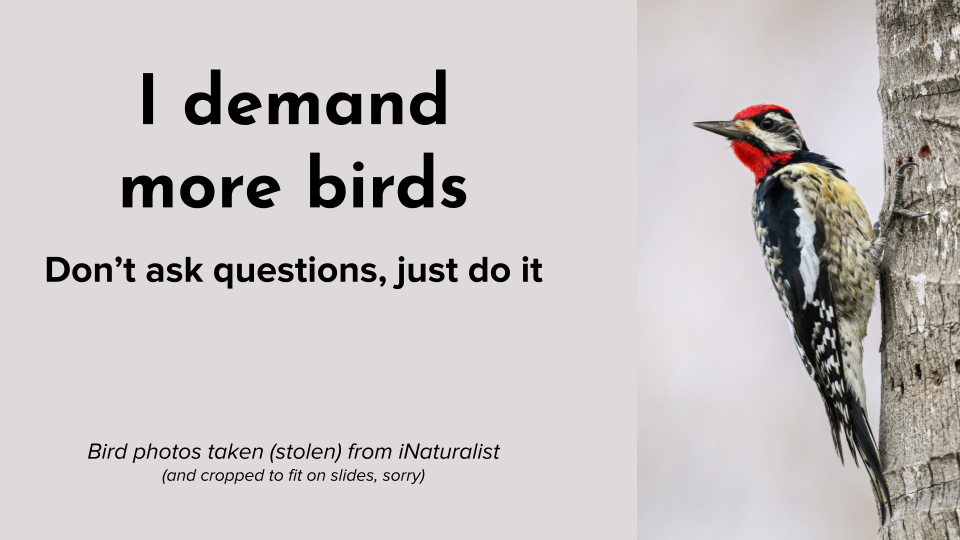 I demand
more birds
Don’t ask questions, just do it
Bird photos taken (stolen) from iNaturalist
(and cropped to fit on slides, sorry)